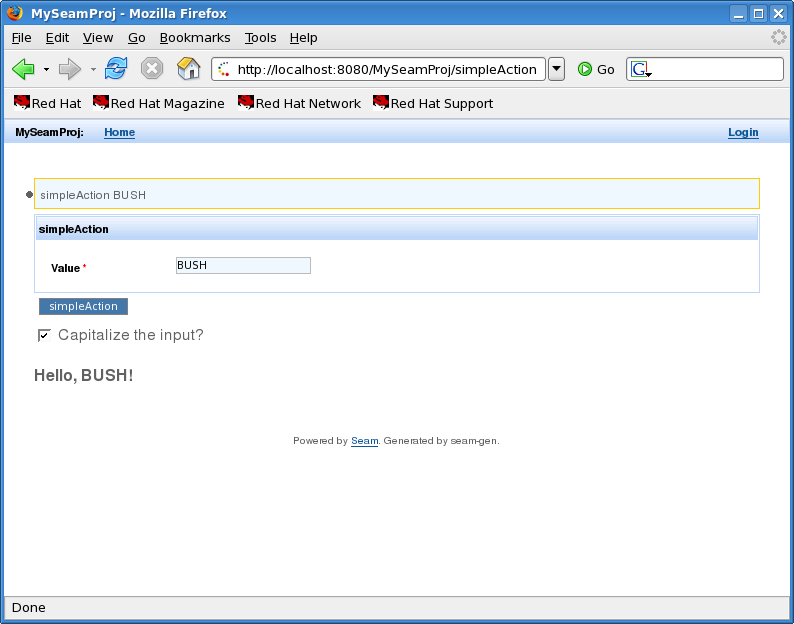 MySeamProj - Mozilla Firefox
File Edit View Go Bookmarks Tools Help
http://localhost:8080/MySeamProj/simpleAction Go G
Red Hat Red Hat Magazine Red Hat Network Red Hat Support
MySeamProj: Home Login
simpleAction BUSH
simpleAction
Value * BUSH
simpleAction
Capitalize the input?
Hello, BUSH!
Powered by Seam. Generated by seam-gen.
Done